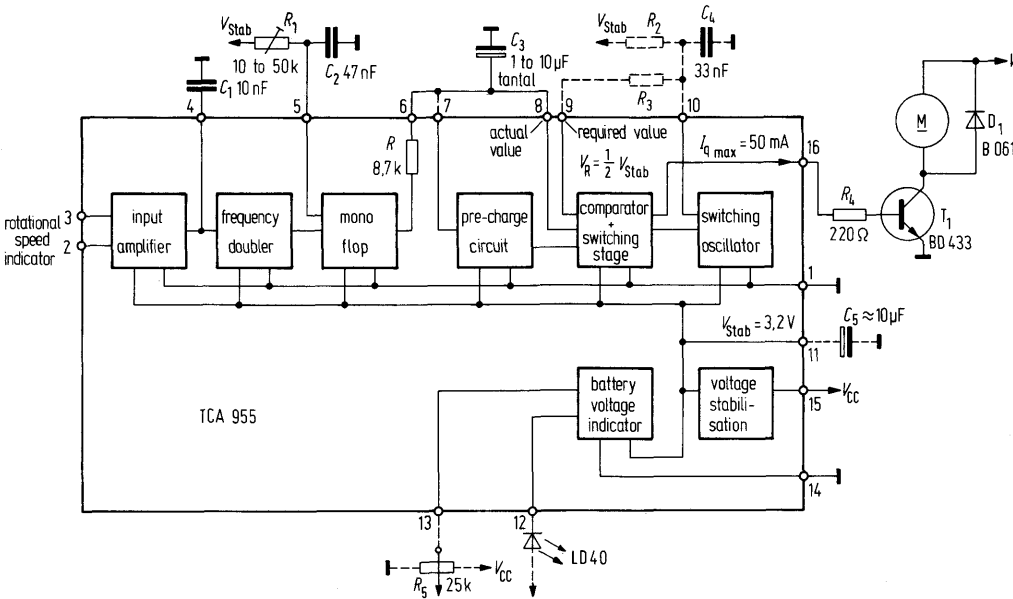 V_Stab R_1
10 to 50k
C_2 47nF
C_1 10nF
C_3
1 to 10µF
tantal
V_Stab R_2 C_4
33nF
R_3
4 5 6 7 8 9 10
actual value
required value
V_R = 1/2 V_Stab
I_q max = 50 mA
16
R
8,7k
M
D_1
B 061
R_4
220 Ω
T_1
BD 433
rotational speed indicator
3
2
input amplifier
frequency doubler
mono flop
pre-charge circuit
comparator + switching stage
switching oscillator
1
V_Stab = 3,2V
C_5 ≈ 10µF
11
TCA 955
battery voltage indicator
voltage stabili-sation
15
V_CC
14
13 12
LD40
R_5 25k
V_CC